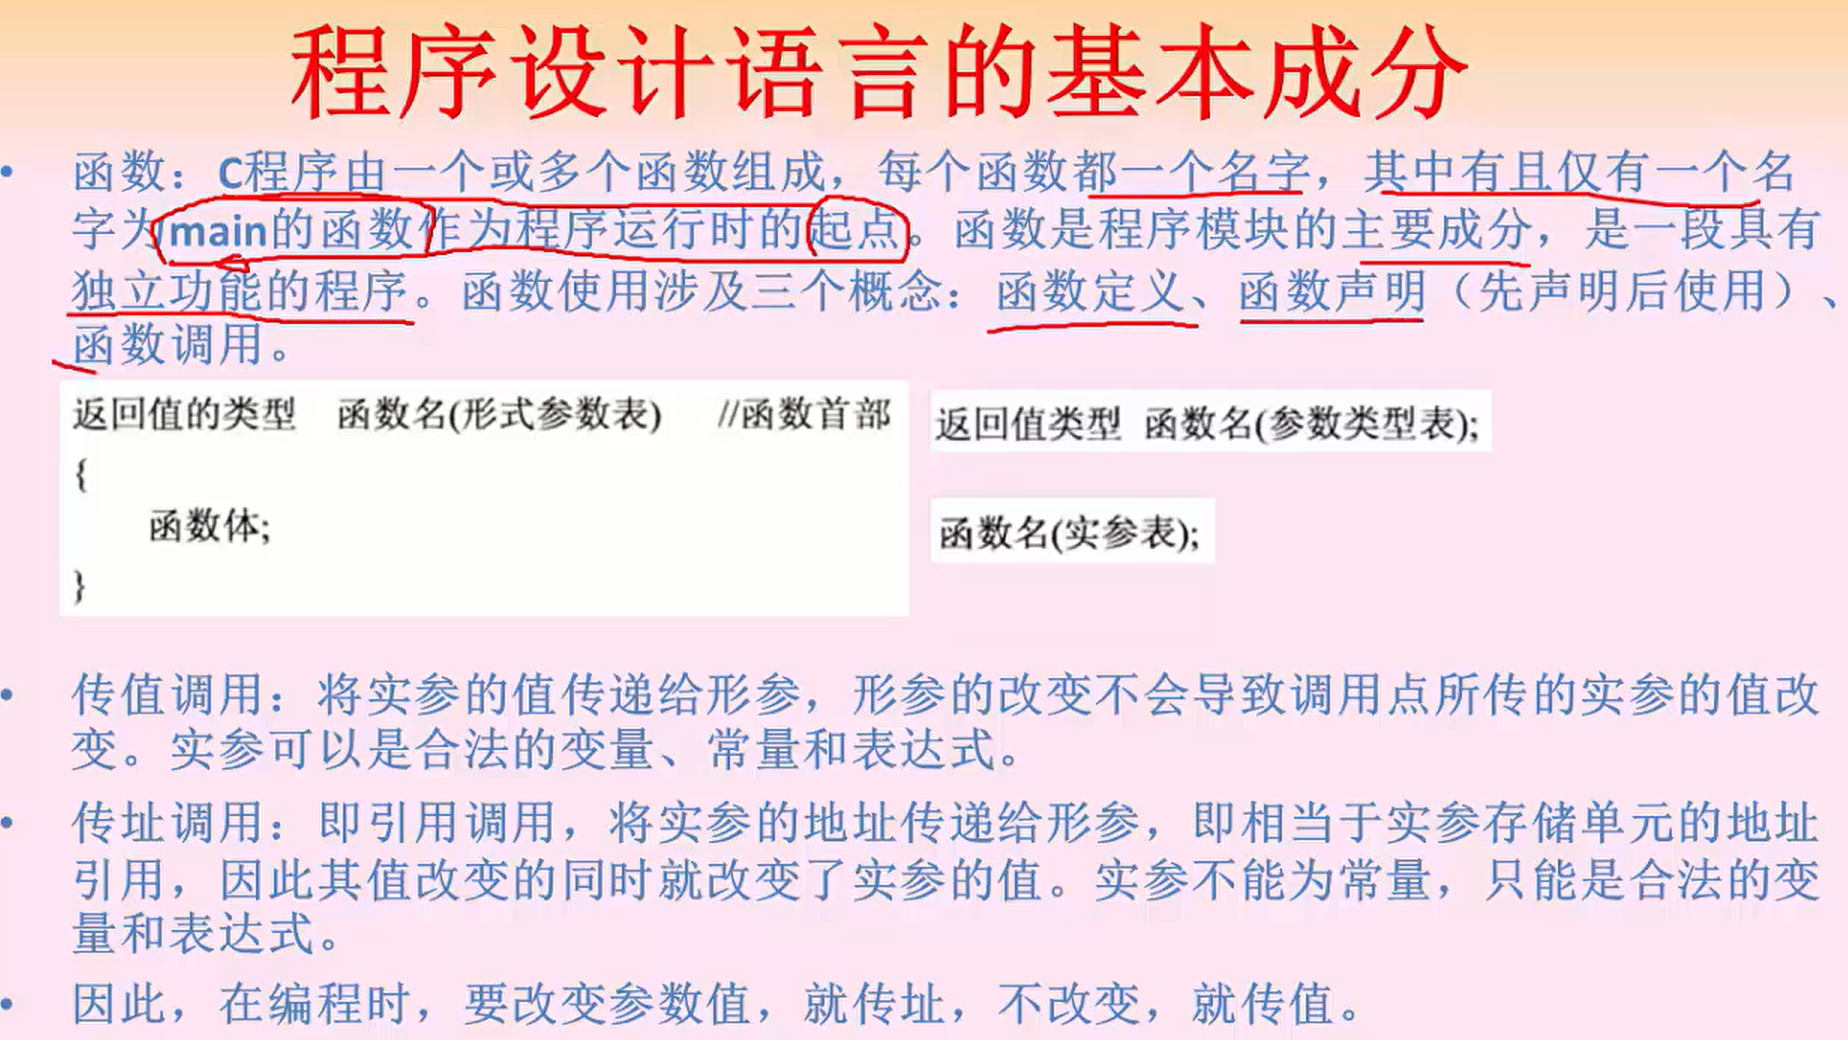 程序设计语言的基本成分
• 函数：C程序由一个或多个函数组成，每个函数都一个名字，其中有且仅有一个名
字为main的函数作为程序运行时的起点。函数是程序模块的主要成分，是一段具有
独立功能的程序。函数使用涉及三个概念：函数定义、函数声明（先声明后使用）、
函数调用。
返回值的类型 函数名(形式参数表) //函数首部
{
函数体;
}
返回值类型 函数名(参数类型表);
函数名(实参表);
• 传值调用：将实参的值传递给形参，形参的改变不会导致调用点所传的实参的值改
变。实参可以是合法的变量、常量和表达式。
• 传址调用：即引用调用，将实参的地址传递给形参，即相当于实参存储单元的地址
引用，因此其值改变的同时就改变了实参的值。实参不能为常量，只能是合法的变
量和表达式。
• 因此，在编程时，要改变参数值，就传址，不改变，就传值。